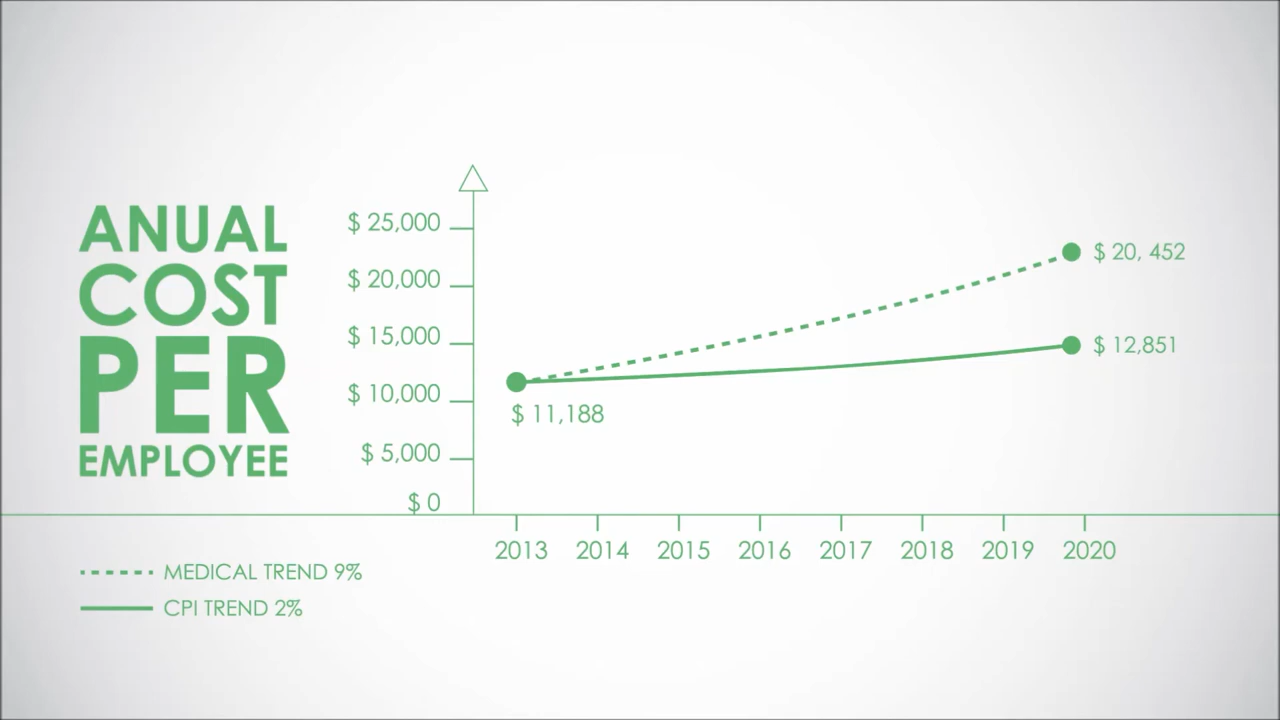 ANUAL
COST
PER
EMPLOYEE
$ 25,000
$ 20,000
$ 15,000
$ 10,000
$ 5,000
$ 0
$ 20, 452
$ 12,851
$ 11,188
2013 2014 2015 2016 2017 2018 2019 2020
MEDICAL TREND 9%
CPI TREND 2%